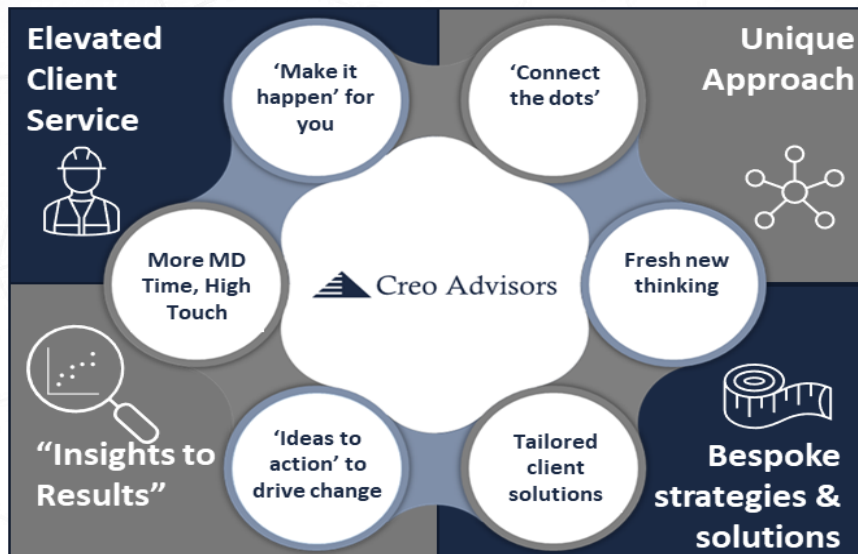 Elevated
Client
Service
Unique
Approach
‘Make it
happen’ for
you
‘Connect
the dots’
More MD
Time, High
Touch
Creo Advisors
Fresh new
thinking
‘Ideas to
action’ to
drive change
Tailored
client
solutions
“Insights to
Results”
Bespoke
strategies &
solutions